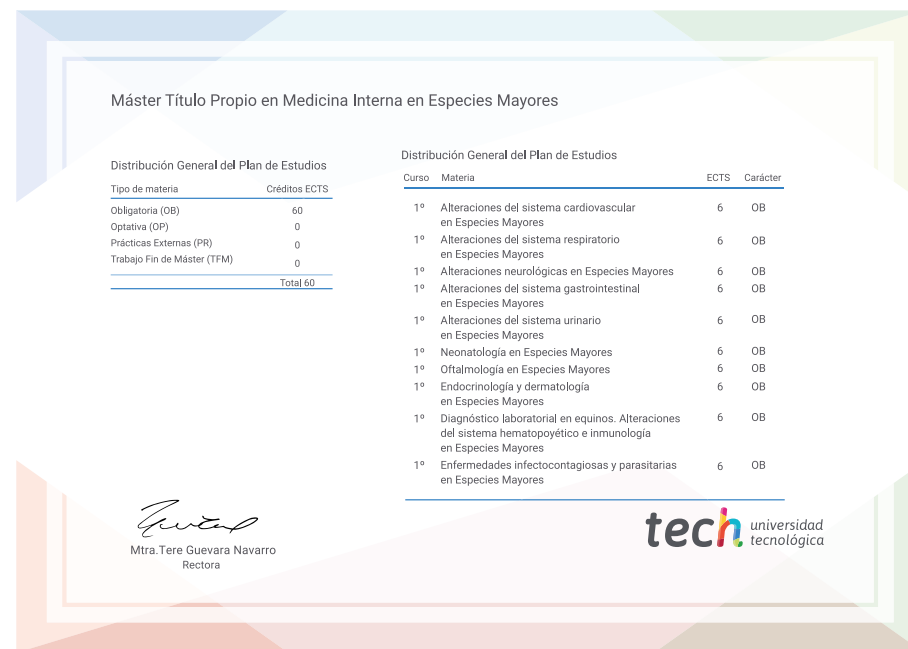 Máster Título Propio en Medicina Interna en Especies Mayores
Distribución General del Plan de Estudios
Tipo de materia Créditos ECTS
Obligatoria (OB) 60
Optativa (OP) 0
Prácticas Externas (PR) 0
Trabajo Fin de Máster (TFM) 0
Total 60
Distribución General del Plan de Estudios
Curso Materia ECTS Carácter
1º Alteraciones del sistema cardiovascular 6 OB
en Especies Mayores
1º Alteraciones del sistema respiratorio 6 OB
en Especies Mayores
1º Alteraciones neurológicas en Especies Mayores 6 OB
1º Alteraciones del sistema gastrointestinal 6 OB
en Especies Mayores
1º Alteraciones del sistema urinario 6 OB
en Especies Mayores
1º Neonatología en Especies Mayores 6 OB
1º Oftalmología en Especies Mayores 6 OB
1º Endocrinología y dermatología 6 OB
en Especies Mayores
1º Diagnóstico laboratorial en equinos. Alteraciones 6 OB
del sistema hematopoyético e inmunología
en Especies Mayores
1º Enfermedades infectocontagiosas y parasitarias 6 OB
en Especies Mayores
Mtra.Tere Guevara Navarro
Rectora
tech universidad
tecnológica